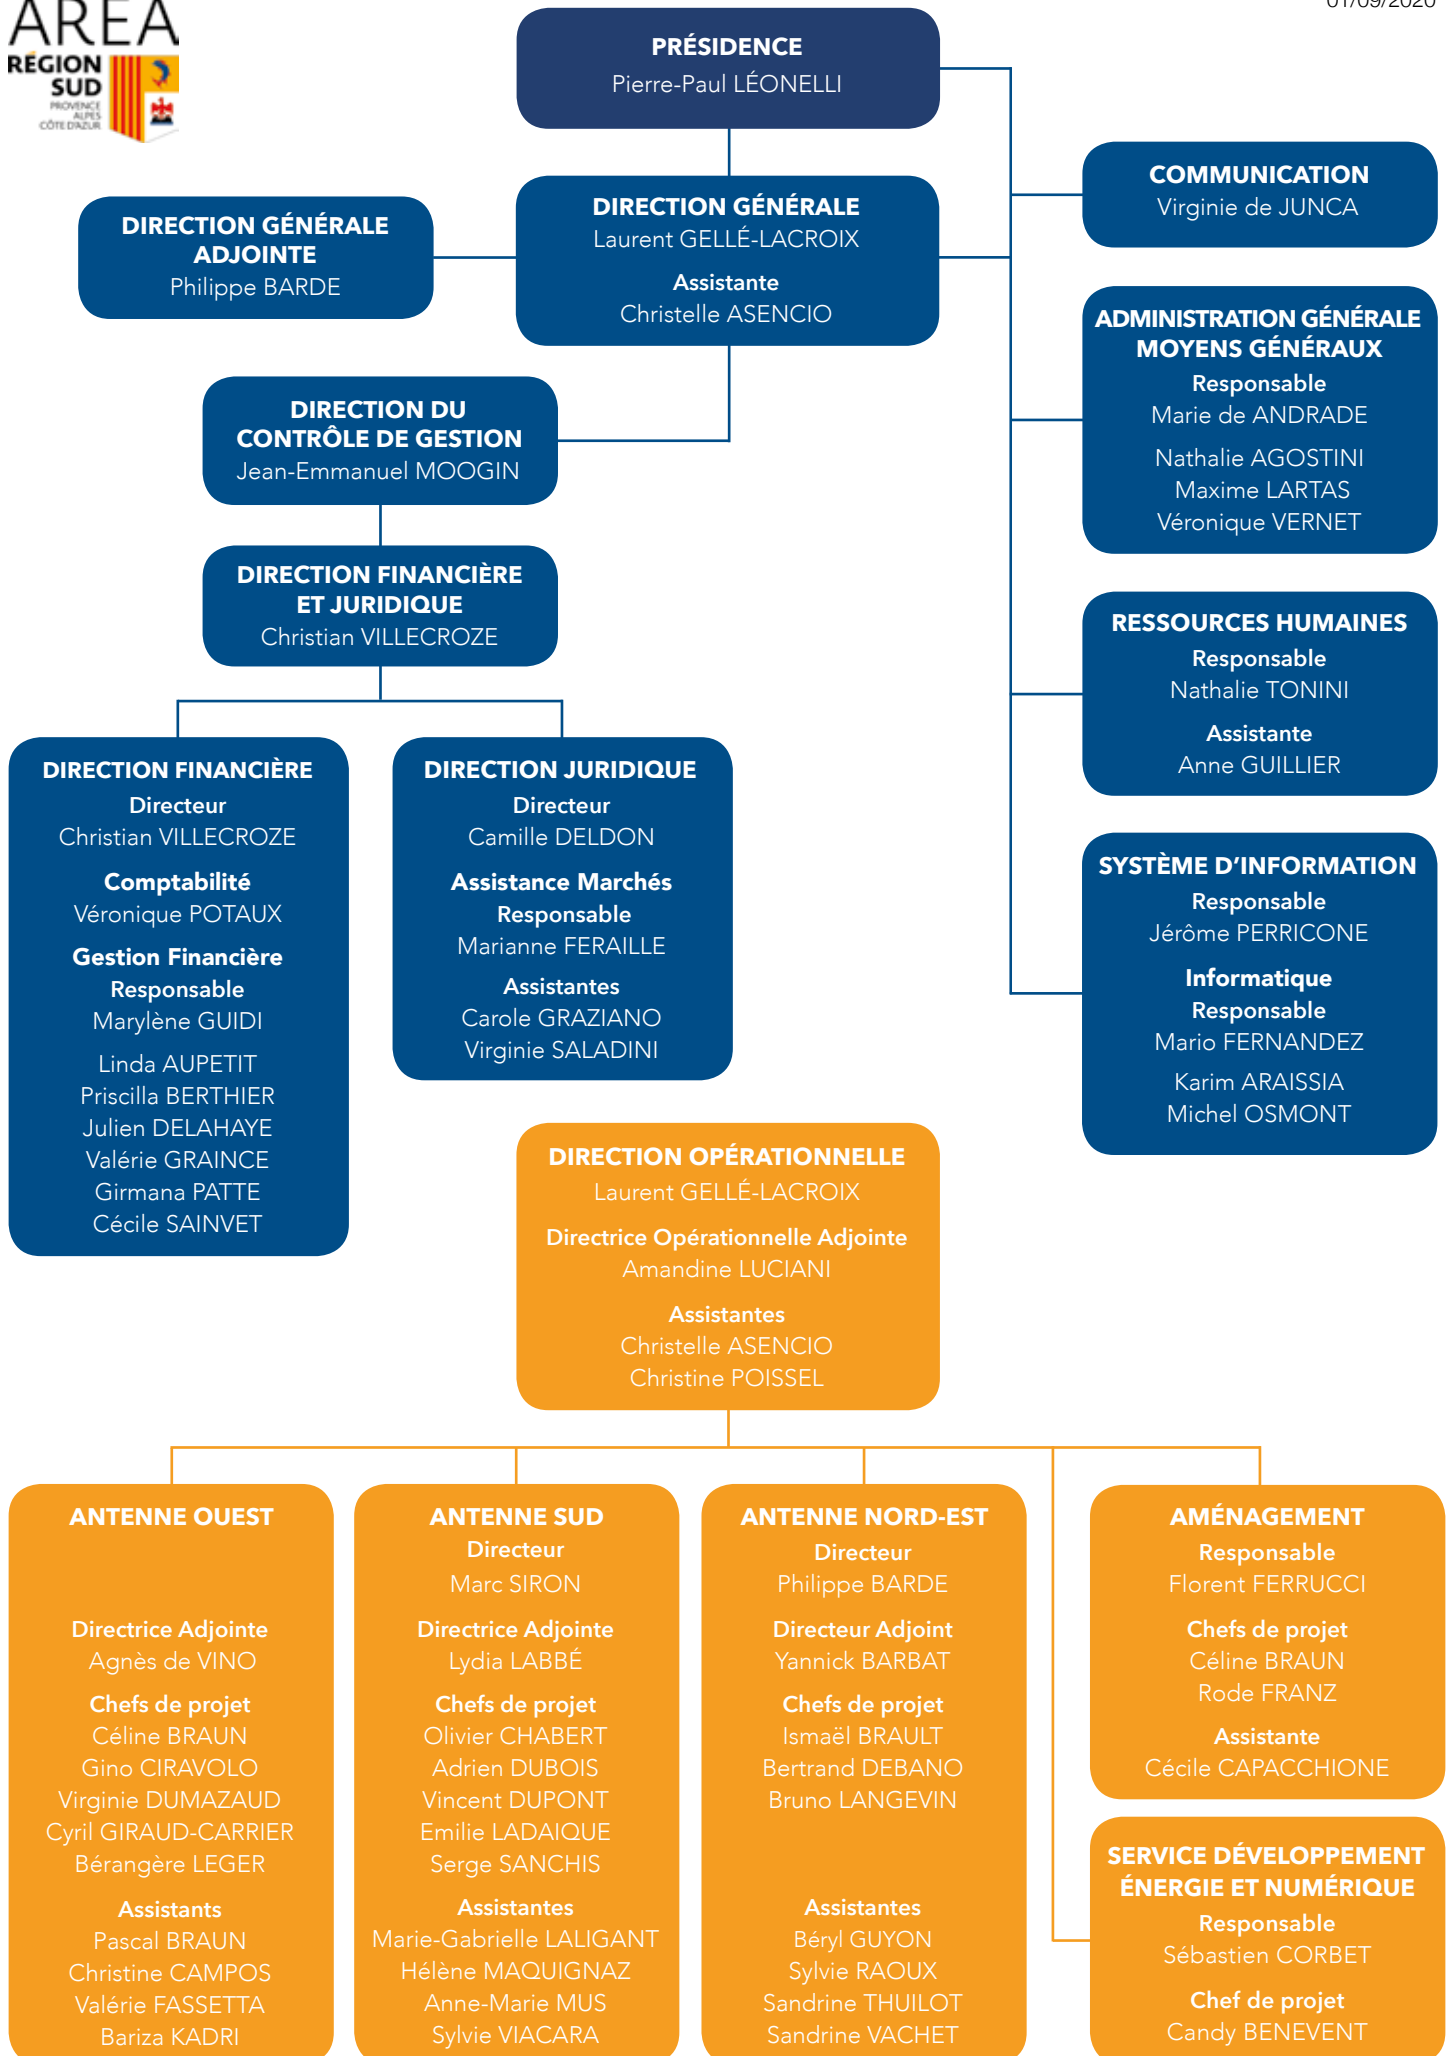 AREA
RÉGION
SUD
PROVENCE
ALPES
CÔTE D'AZUR
01/09/2020
PRÉSIDENCE
Pierre-Paul LÉONELLI
COMMUNICATION
Virginie de JUNCA
DIRECTION GÉNÉRALE
Laurent GELLÉ-LACROIX
Assistante
Christelle ASENCIO
DIRECTION GÉNÉRALE
ADJOINTE
Philippe BARDE
ADMINISTRATION GÉNÉRALE
MOYENS GÉNÉRAUX
Responsable
Marie de ANDRADE
Nathalie AGOSTINI
Maxime LARTAS
Véronique VERNET
DIRECTION DU
CONTRÔLE DE GESTION
Jean-Emmanuel MOOGIN
DIRECTION FINANCIÈRE
ET JURIDIQUE
Christian VILLECROZE
RESSOURCES HUMAINES
Responsable
Nathalie TONINI
Assistante
Anne GUILLIER
DIRECTION FINANCIÈRE
Directeur
Christian VILLECROZE
Comptabilité
Véronique POTAUX
Gestion Financière
Responsable
Marylène GUIDI
Linda AUPETIT
Priscilla BERTHIER
Julien DELAHAYE
Valérie GRAINCE
Girmana PATTE
Cécile SAINVET
DIRECTION JURIDIQUE
Directeur
Camille DELDON
Assistance Marchés
Responsable
Marianne FERAILLE
Assistantes
Carole GRAZIANO
Virginie SALADINI
SYSTÈME D’INFORMATION
Responsable
Jérôme PERRICONE
Informatique
Responsable
Mario FERNANDEZ
Karim ARAISSIA
Michel OSMONT
DIRECTION OPÉRATIONNELLE
Laurent GELLÉ-LACROIX
Directrice Opérationnelle Adjointe
Amandine LUCIANI
Assistantes
Christelle ASENCIO
Christine POISSEL
ANTENNE OUEST
Directrice Adjointe
Agnès de VINO
Chefs de projet
Céline BRAUN
Gino CIRAVOLO
Virginie DUMAZAUD
Cyril GIRAUD-CARRIER
Bérangère LEGER
Assistants
Pascal BRAUN
Christine CAMPOS
Valérie FASSETTA
Bariza KADRI
ANTENNE SUD
Directeur
Marc SIRON
Directrice Adjointe
Lydia LABBÉ
Chefs de projet
Olivier CHABERT
Adrien DUBOIS
Vincent DUPONT
Emilie LADAIQUE
Serge SANCHIS
Assistantes
Marie-Gabrielle LALIGANT
Hélène MAQUIGNAZ
Anne-Marie MUS
Sylvie VIACARA
ANTENNE NORD-EST
Directeur
Philippe BARDE
Directeur Adjoint
Yannick BARBAT
Chefs de projet
Ismaël BRAULT
Bertrand DEBANO
Bruno LANGEVIN
Assistantes
Béryl GUYON
Sylvie RAOUX
Sandrine THUILOT
Sandrine VACHET
AMÉNAGEMENT
Responsable
Florent FERRUCCI
Chefs de projet
Céline BRAUN
Rode FRANZ
Assistante
Cécile CAPACCHIONE
SERVICE DÉVELOPPEMENT
ÉNERGIE ET NUMÉRIQUE
Responsable
Sébastien CORBET
Chef de projet
Candy BENEVENT